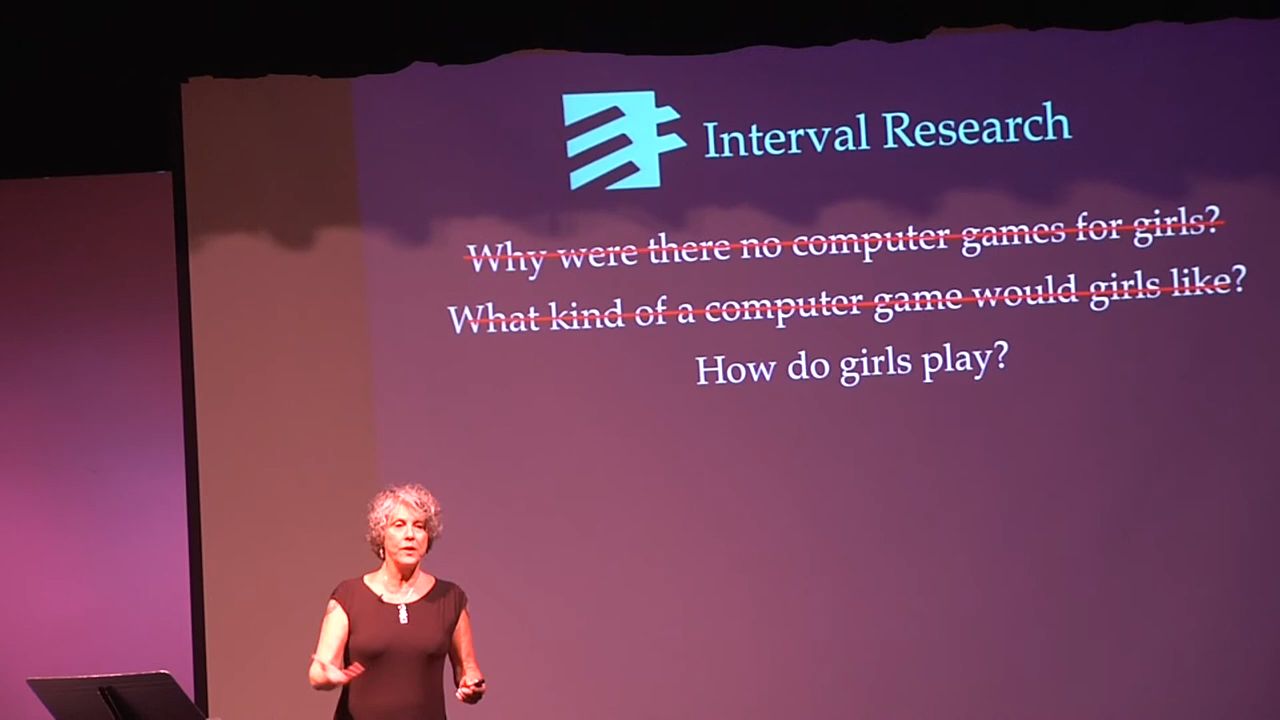 Interval Research
Why were there no computer games for girls?
What kind of a computer game would girls like?
How do girls play?